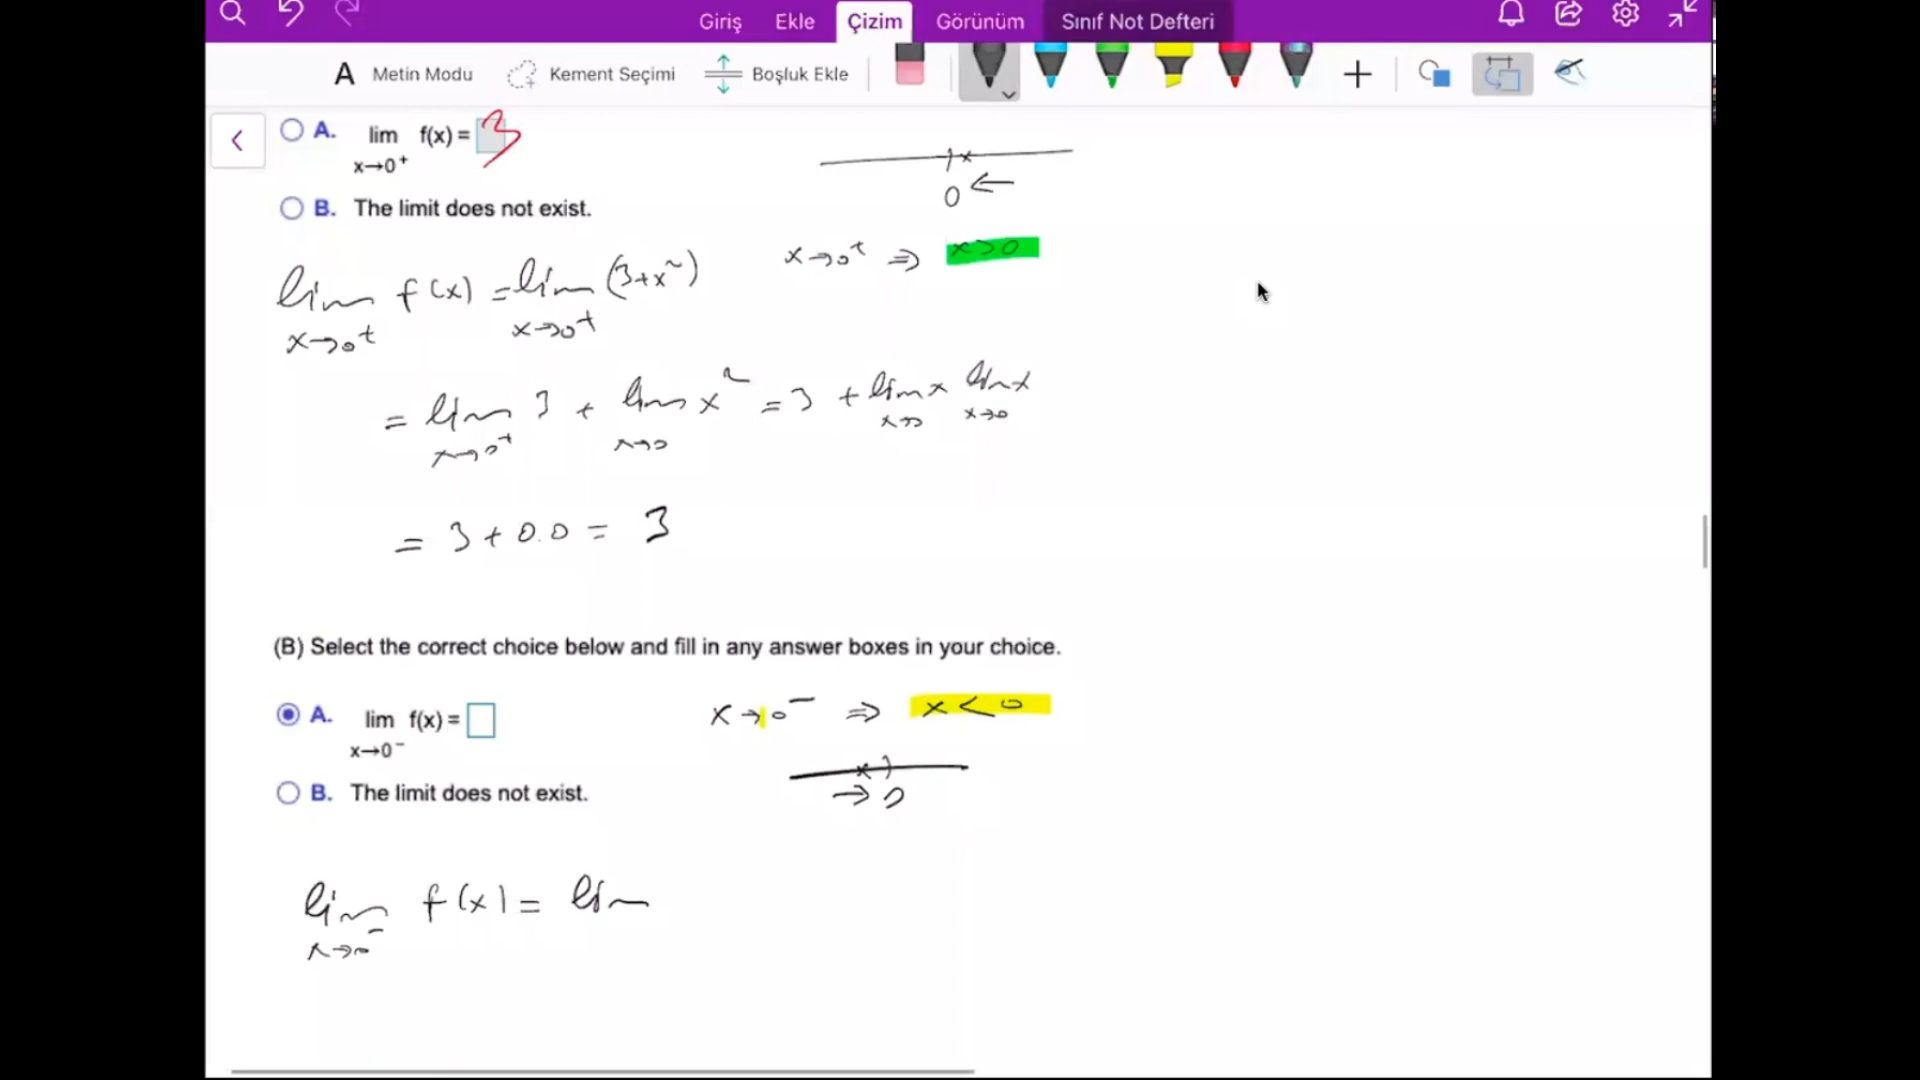 Giriş Ekle Çizim Görünüm Sınıf Not Defteri
A Metin Modu Kement Seçimi Boşluk Ekle
A. lim f(x) = 3
x→0⁺
0 ←
B. The limit does not exist.
x→0⁺ ⇒ x>0
lim f(x) = lim (3+x²)
x→0⁺ x→0⁺
= lim 3 + lim x² = 3 + lim x lim x
x→0⁺ x→0 x→0 x→0
= 3 + 0.0 = 3
(B) Select the correct choice below and fill in any answer boxes in your choice.
A. lim f(x) =
x→0⁻
x→0⁻ ⇒ x<0
B. The limit does not exist.
→ 0
lim f(x) = lim
x→0⁻